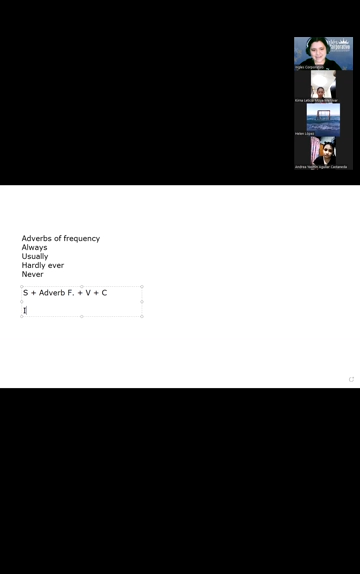 Adverbs of frequency
Always
Usually
Hardly ever
Never
S + Adverb F. + V + C
I